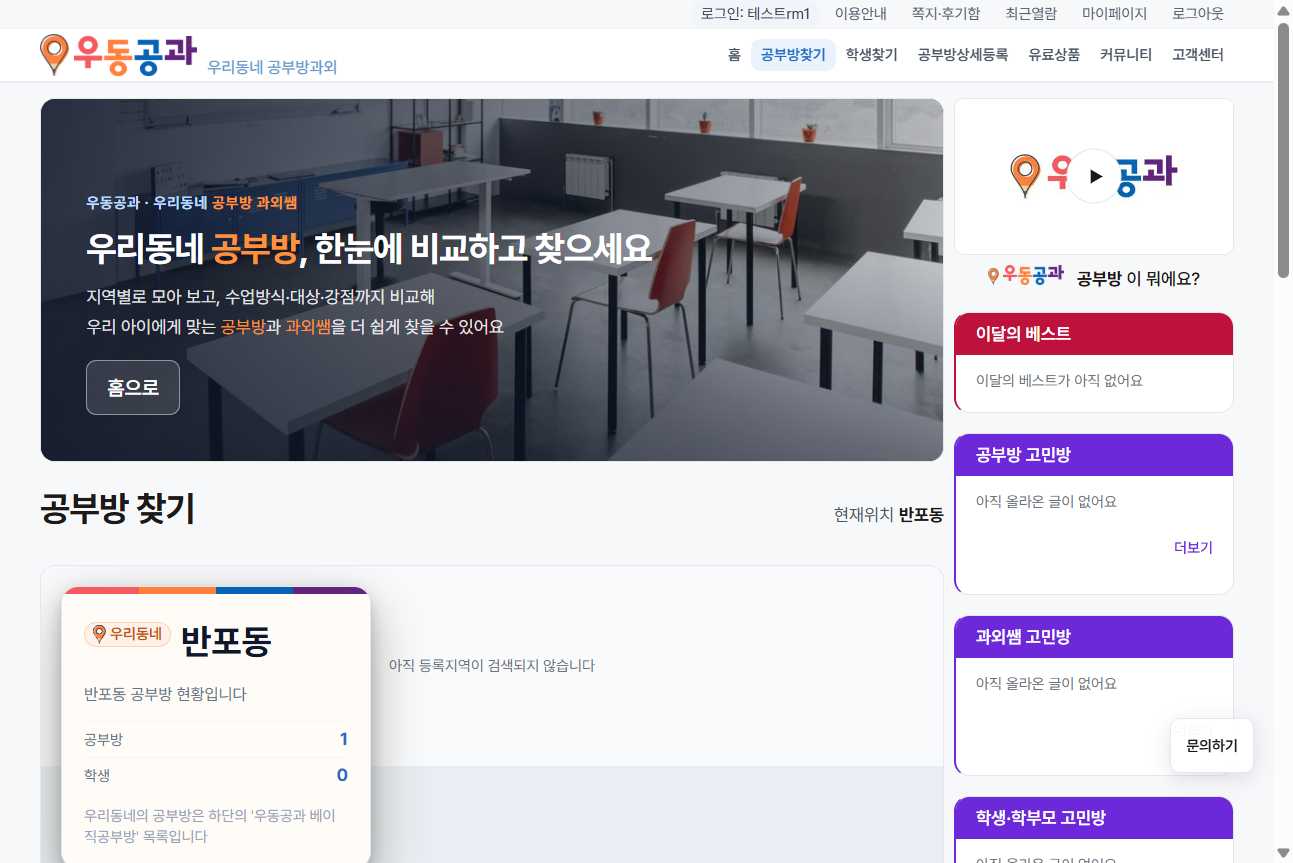 로그인: 테스트rm1
이용안내
쪽지·후기함
최근열람
마이페이지
로그아웃
우동공과
우리동네 공부방과외
홈
공부방찾기
학생찾기
공부방상세등록
유료상품
커뮤니티
고객센터
우동공과 · 우리동네 공부방 과외쌤
우리동네 공부방, 한눈에 비교하고 찾으세요
지역별로 모아 보고, 수업방식·대상·강점까지 비교해
우리 아이에게 맞는 공부방과 과외쌤을 더 쉽게 찾을 수 있어요
홈으로
우동공과 공부방 이 뭐에요?
이달의 베스트
이달의 베스트가 아직 없어요
공부방 고민방
아직 올라온 글이 없어요
더보기
과외쌤 고민방
아직 올라온 글이 없어요
문의하기
학생·학부모 고민방
공부방 찾기
현재위치 반포동
우리동네 반포동
반포동 공부방 현황입니다
공부방 1
학생 0
우리동네의 공부방은 하단의 '우동공과 베이
직공부방' 목록입니다
아직 등록지역이 검색되지 않습니다